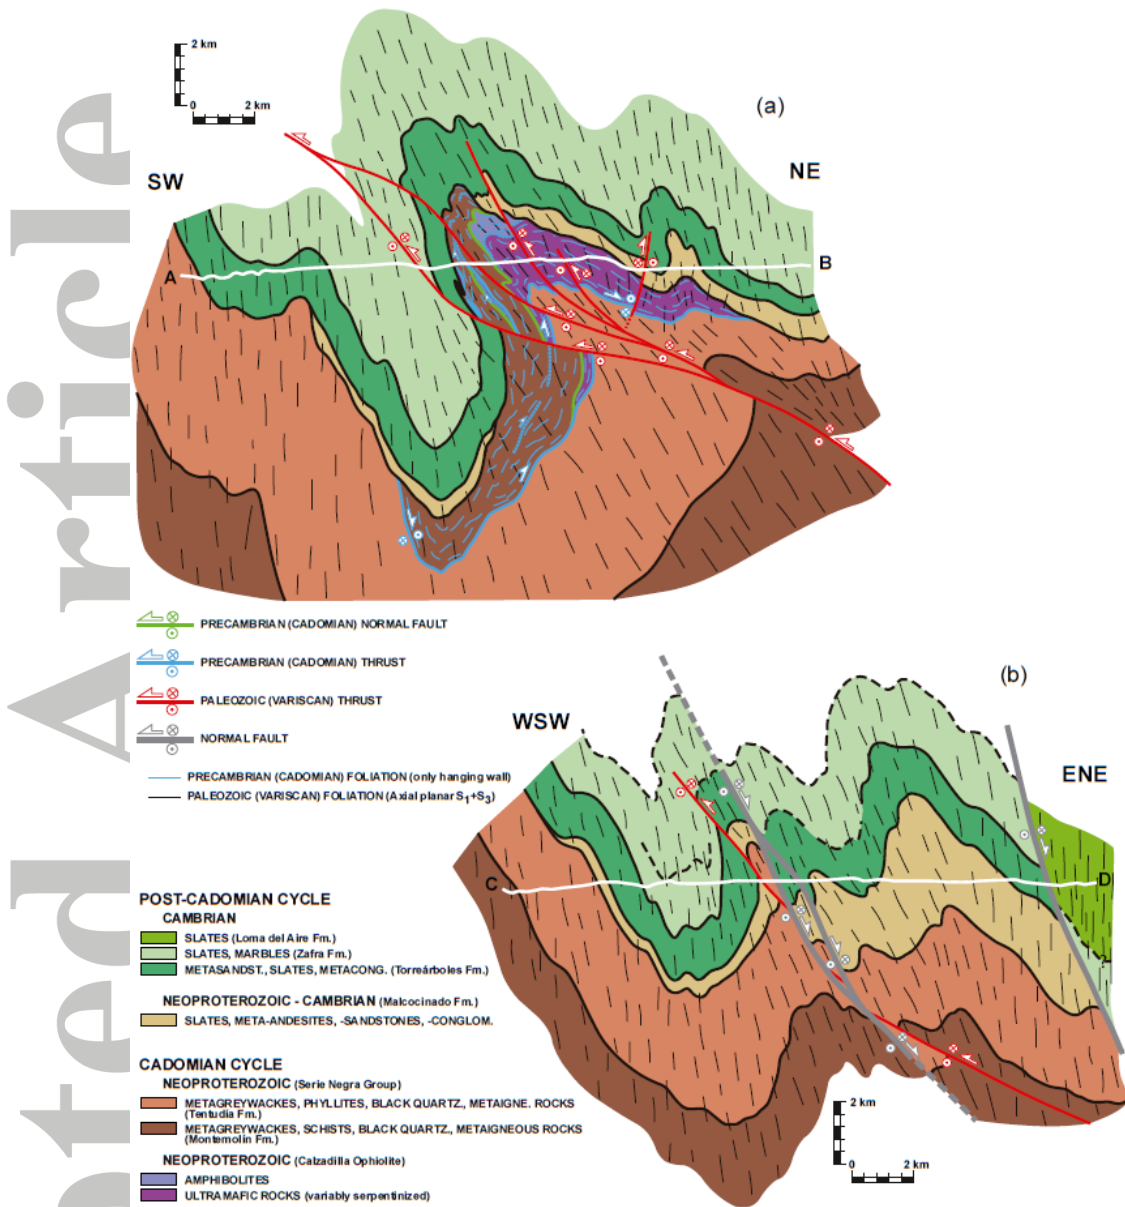 Article
pted
2 km
0 2 km
(a)
SW
NE
A
B
PRECAMBRIAN (CADOMIAN) NORMAL FAULT
PRECAMBRIAN (CADOMIAN) THRUST
PALEOZOIC (VARISCAN) THRUST
NORMAL FAULT
PRECAMBRIAN (CADOMIAN) FOLIATION (only hanging wall)
PALEOZOIC (VARISCAN) FOLIATION (Axial planar S1+S3)
(b)
WSW
ENE
C
D
2 km
0 2 km
POST-CADOMIAN CYCLE
CAMBRIAN
SLATES (Loma del Aire Fm.)
SLATES, MARBLES (Zafra Fm.)
METASANDST., SLATES, METACONG. (Torreárboles Fm.)
NEOPROTEROZOIC - CAMBRIAN (Malcocinado Fm.)
SLATES, META-ANDESITES, -SANDSTONES, -CONGLOM.
CADOMIAN CYCLE
NEOPROTEROZOIC (Serie Negra Group)
METAGREYWACKES, PHYLLITES, BLACK QUARTZ., METAIGNE. ROCKS
(Tentudía Fm.)
METAGREYWACKES, SCHISTS, BLACK QUARTZ., METAIGNEOUS ROCKS
(Montemolín Fm.)
NEOPROTEROZOIC (Calzadilla Ophiolite)
AMPHIBOLITES
ULTRAMAFIC ROCKS (variably serpentinized)